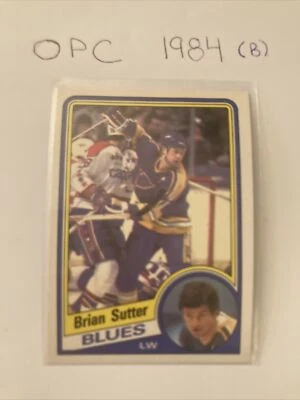 OPC 1984 (B)
Brian Sutter
BLUES
LW